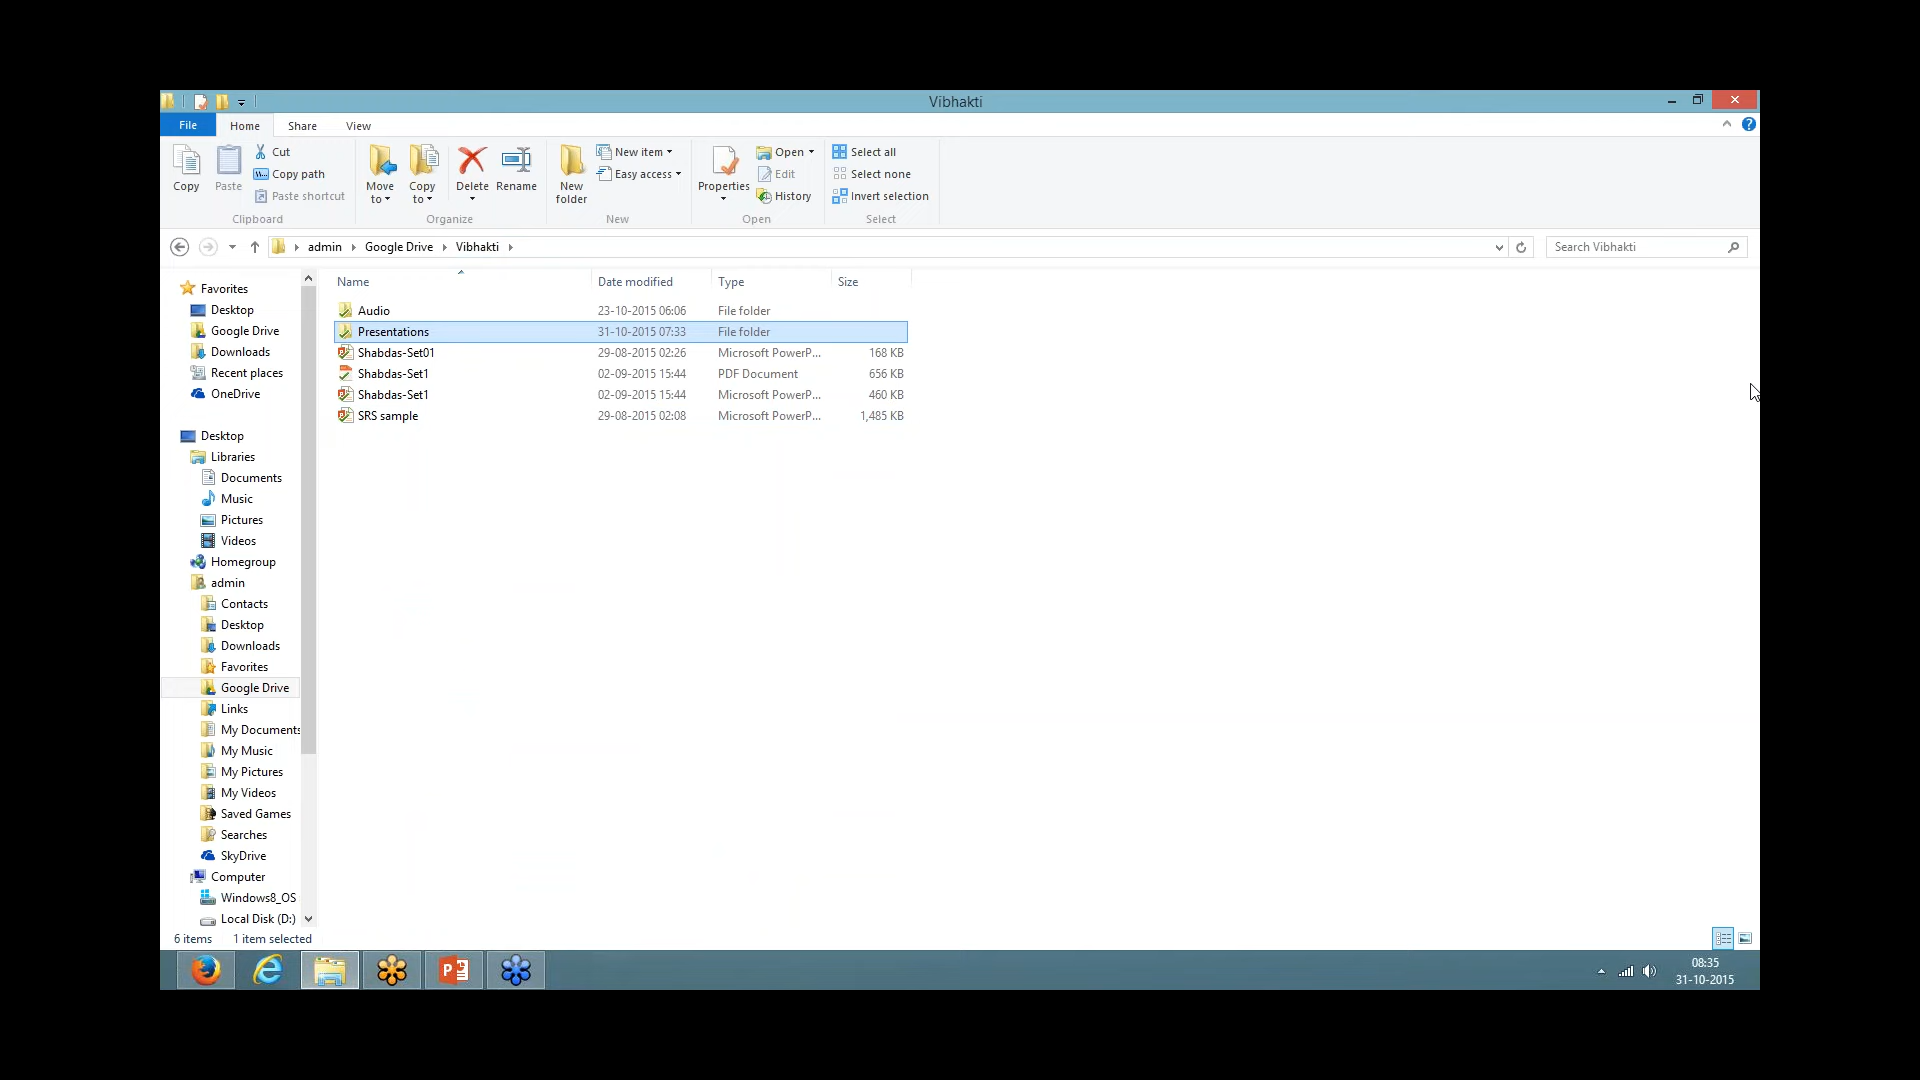 Vibhakti
File Home Share View
Copy
Paste
Cut
Copy path
Paste shortcut
Clipboard
Move to
Copy to
Delete
Rename
Organize
New folder
New item
Easy access
New
Properties
Open
Edit
History
Open
Select all
Select none
Invert selection
Select
admin Google Drive Vibhakti
Search Vibhakti
Name Date modified Type Size
Audio 23-10-2015 06:06 File folder
Presentations 31-10-2015 07:33 File folder
Shabdas-Set01 29-08-2015 02:26 Microsoft PowerP... 168 KB
Shabdas-Set1 02-09-2015 15:44 PDF Document 656 KB
Shabdas-Set1 02-09-2015 15:44 Microsoft PowerP... 460 KB
SRS sample 29-08-2015 02:08 Microsoft PowerP... 1,485 KB
Favorites
Desktop
Google Drive
Downloads
Recent places
OneDrive
Desktop
Libraries
Documents
Music
Pictures
Videos
Homegroup
admin
Contacts
Desktop
Downloads
Favorites
Google Drive
Links
My Documents
My Music
My Pictures
My Videos
Saved Games
Searches
SkyDrive
Computer
Windows8_OS
Local Disk (D:)
6 items 1 item selected
08:35
31-10-2015